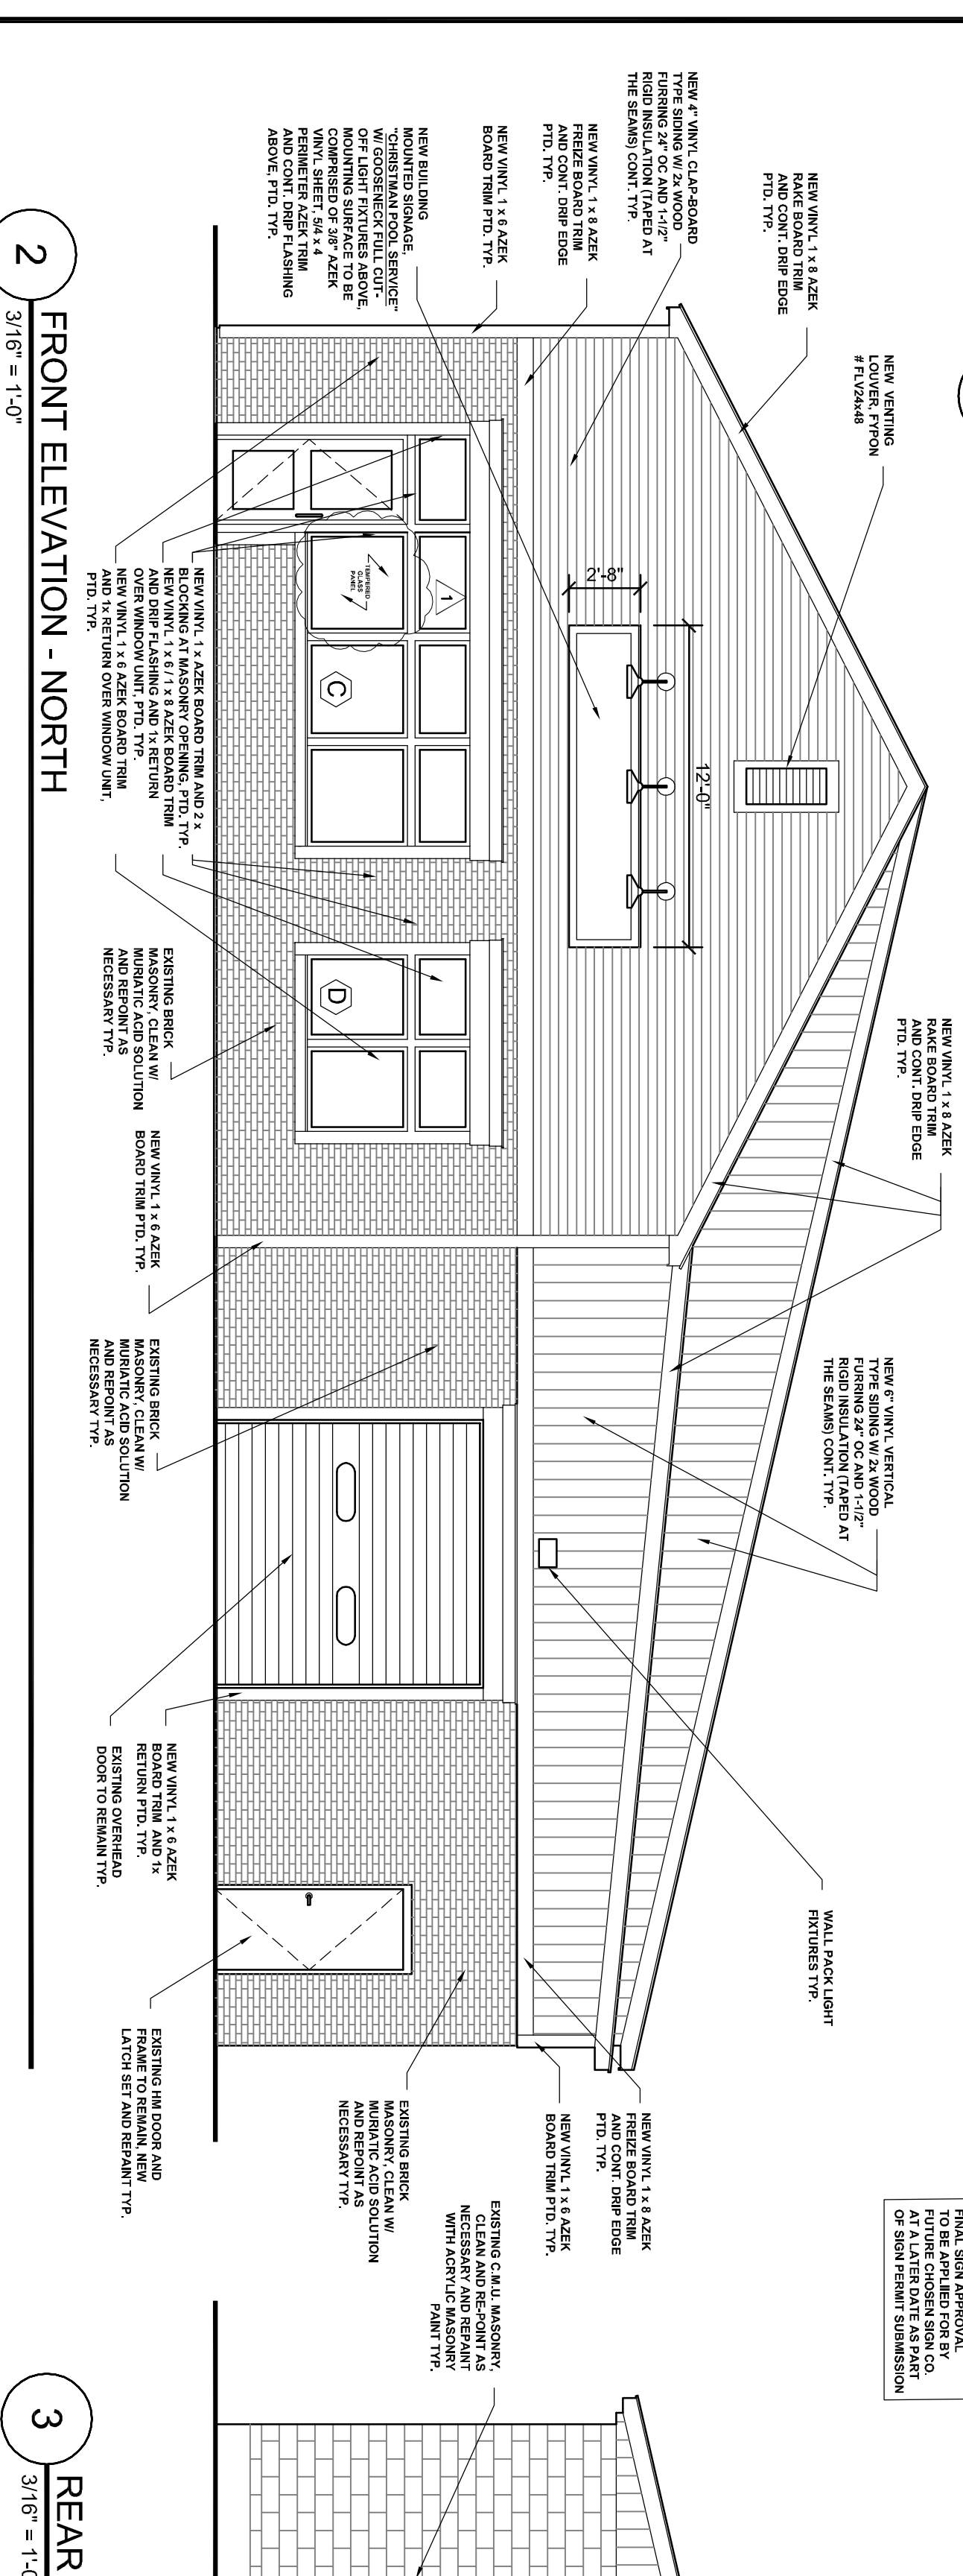 NEW VINYL 1 x 8 AZEK
RAKE BOARD TRIM
AND CONT. DRIP EDGE
PTD. TYP.
NEW VENTING
LOUVER, FYPON
# FLV24x48
NEW 4" VINYL CLAP-BOARD
TYPE SIDING W/ 2x WOOD
FURRING 24" OC AND 1-1/2"
RIGID INSULATION (TAPED AT
THE SEAMS) CONT. TYP.
NEW VINYL 1 x 8 AZEK
FREIZE BOARD TRIM
AND CONT. DRIP EDGE
PTD. TYP.
NEW VINYL 1 x 6 AZEK
BOARD TRIM PTD. TYP.
NEW BUILDING
MOUNTED SIGNAGE,
"CHRISTMAN POOL SERVICE"
W/ GOOSENECK FULL CUT-
OFF LIGHT FIXTURES ABOVE,
MOUNTING SURFACE TO BE
COMPRISED OF 3/8" AZEK
VINYL SHEET, 5/4 x 4
PERIMETER AZEK TRIM
AND CONT. DRIP FLASHING
ABOVE, PTD. TYP.
2'-8"
12'-0"
1
TEMPERED
GLASS
PANEL
C
D
NEW VINYL 1 x AZEK BOARD TRIM AND 2 x
BLOCKING AT MASONRY OPENING, PTD. TYP.
NEW VINYL 1 x 6 / 1 x 8 AZEK BOARD TRIM
AND DRIP FLASHING AND 1x RETURN
OVER WINDOW UNIT, PTD. TYP.
NEW VINYL 1 x 6 AZEK BOARD TRIM
AND 1x RETURN OVER WINDOW UNIT,
PTD. TYP.
EXISTING BRICK
MASONRY, CLEAN W/
MURIATIC ACID SOLUTION
AND REPOINT AS
NECESSARY TYP.
NEW VINYL 1 x 6 AZEK
BOARD TRIM PTD. TYP.
EXISTING BRICK
MASONRY, CLEAN W/
MURIATIC ACID SOLUTION
AND REPOINT AS
NECESSARY TYP.
NEW VINYL 1 x 8 AZEK
RAKE BOARD TRIM
AND CONT. DRIP EDGE
PTD. TYP.
NEW 6" VINYL VERTICAL
TYPE SIDING W/ 2x WOOD
FURRING 24" OC AND 1-1/2"
RIGID INSULATION (TAPED AT
THE SEAMS) CONT. TYP.
WALL PACK LIGHT
FIXTURES TYP.
NEW VINYL 1 x 6 AZEK
BOARD TRIM AND 1x
RETURN PTD. TYP.
EXISTING OVERHEAD
DOOR TO REMAIN TYP.
EXISTING HM DOOR AND
FRAME TO REMAIN, NEW
LATCH SET AND REPAINT TYP.
NEW VINYL 1 x 8 AZEK
FREIZE BOARD TRIM
AND CONT. DRIP EDGE
PTD. TYP.
NEW VINYL 1 x 6 AZEK
BOARD TRIM PTD. TYP.
EXISTING BRICK
MASONRY, CLEAN W/
MURIATIC ACID SOLUTION
AND REPOINT AS
NECESSARY TYP.
FINAL SIGN APPROVAL
TO BE APPLIIED FOR BY
FUTURE CHOSEN SIGN CO.
AT A LATER DATE AS PART
OF SIGN PERMIT SUBMISSION
EXISTING C.M.U. MASONRY,
CLEAN AND RE-POINT AS
NECESSARY AND REPAINT
WITH ACRYLIC MASONRY
PAINT TYP.
2
FRONT ELEVATION - NORTH
3/16" = 1'-0"
3
REAR
3/16" = 1'-0